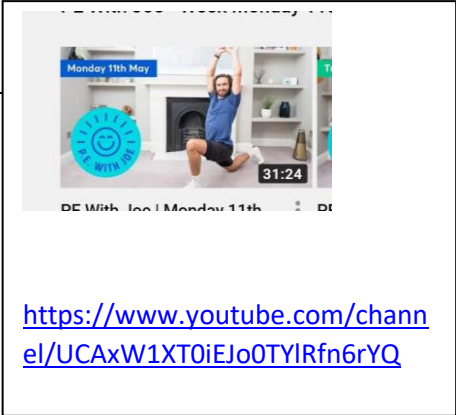 Monday 11th May
P.E. WITH JOE
31:24
PE With Joe | Monday 11th
PE
https://www.youtube.com/chann
el/UCAxW1XT0iEJo0TYlRfn6rYQ